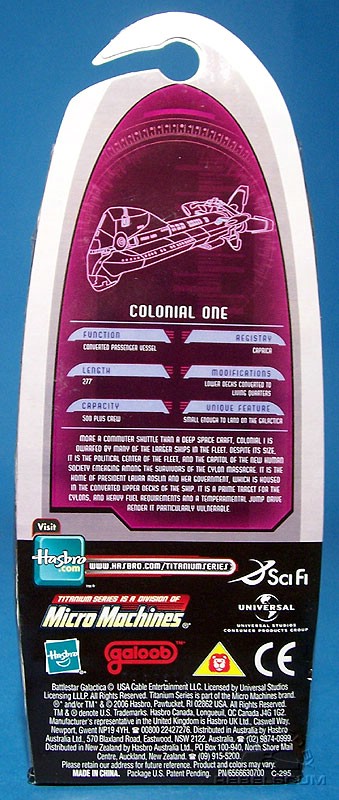 COLONIAL ONE
FUNCTION
CONVERTED PASSENGER VESSEL
REGISTRY
CAPRICA
LENGTH
277
MODIFICATIONS
LOWER DECKS CONVERTED TO
LIVING QUARTERS
CAPACITY
500 PLUS CREW
UNIQUE FEATURE
SMALL ENOUGH TO LAND ON THE GALACTICA
MORE A COMMUTER SHUTTLE THAN A DEEP SPACE CRAFT, COLONIAL 1 IS
DWARFED BY MANY OF THE LARGER SHIPS IN THE FLEET. DESPITE ITS SIZE,
IT IS THE POLITICAL CENTER OF THE FLEET, AND THE CAPITOL OF THE NEW HUMAN
SOCIETY EMERGING AMONG THE SURVIVORS OF THE CYLON MASSACRE. IT IS THE
HOME OF PRESIDENT LAURA ROSLIN AND HER GOVERNMENT, WHICH IS HOUSED
IN THE CONVERTED UPPER DECKS OF THE SHIP. IT IS A PRIME TARGET FOR THE
CYLONS, AND HEAVY FUEL REQUIREMENTS AND A TEMPERAMENTAL JUMP DRIVE
RENDER IT PARTICULARLY VULNERABLE.
Visit
Hasbro
.com
WWW.HASBRO.COM/TITANIUMSERIES
SCI FI
TITANIUM SERIES IS A DIVISION OF
Micro Machines®
UNIVERSAL
UNIVERSAL STUDIOS
CONSUMER PRODUCTS GROUP
Hasbro
galoob™
CE
Battlestar Galactica © USA Cable Entertainment LLC. Licensed by Universal Studios
Licensing LLLP. All Rights Reserved. Titanium Series is part of the Micro Machines brand.
® and/or TM* & © 2006 Hasbro, Pawtucket, RI 02862 USA. All Rights Reserved.
TM & ® denote U.S. Trademarks. Hasbro Canada, Longueuil, QC Canada J4G 1G2.
Manufacturer's representative in the United Kingdom is Hasbro UK Ltd., Caswell Way,
Newport, Gwent NP19 4YH. ☎ 00800 22427276. Distributed in Australia by Hasbro
Australia Ltd., 570 Blaxland Road, Eastwood, NSW 2122, Australia. ☎ (02) 9874-0999.
Distributed in New Zealand by Hasbro Australia Ltd., PO Box 100-940, North Shore Mail
Centre, Auckland, New Zealand. ☎ (09) 915-5200.
Please retain our address for future reference. Product and colors may vary.
MADE IN CHINA. Package U.S. Patent Pending. P/N 6566630700 C-295